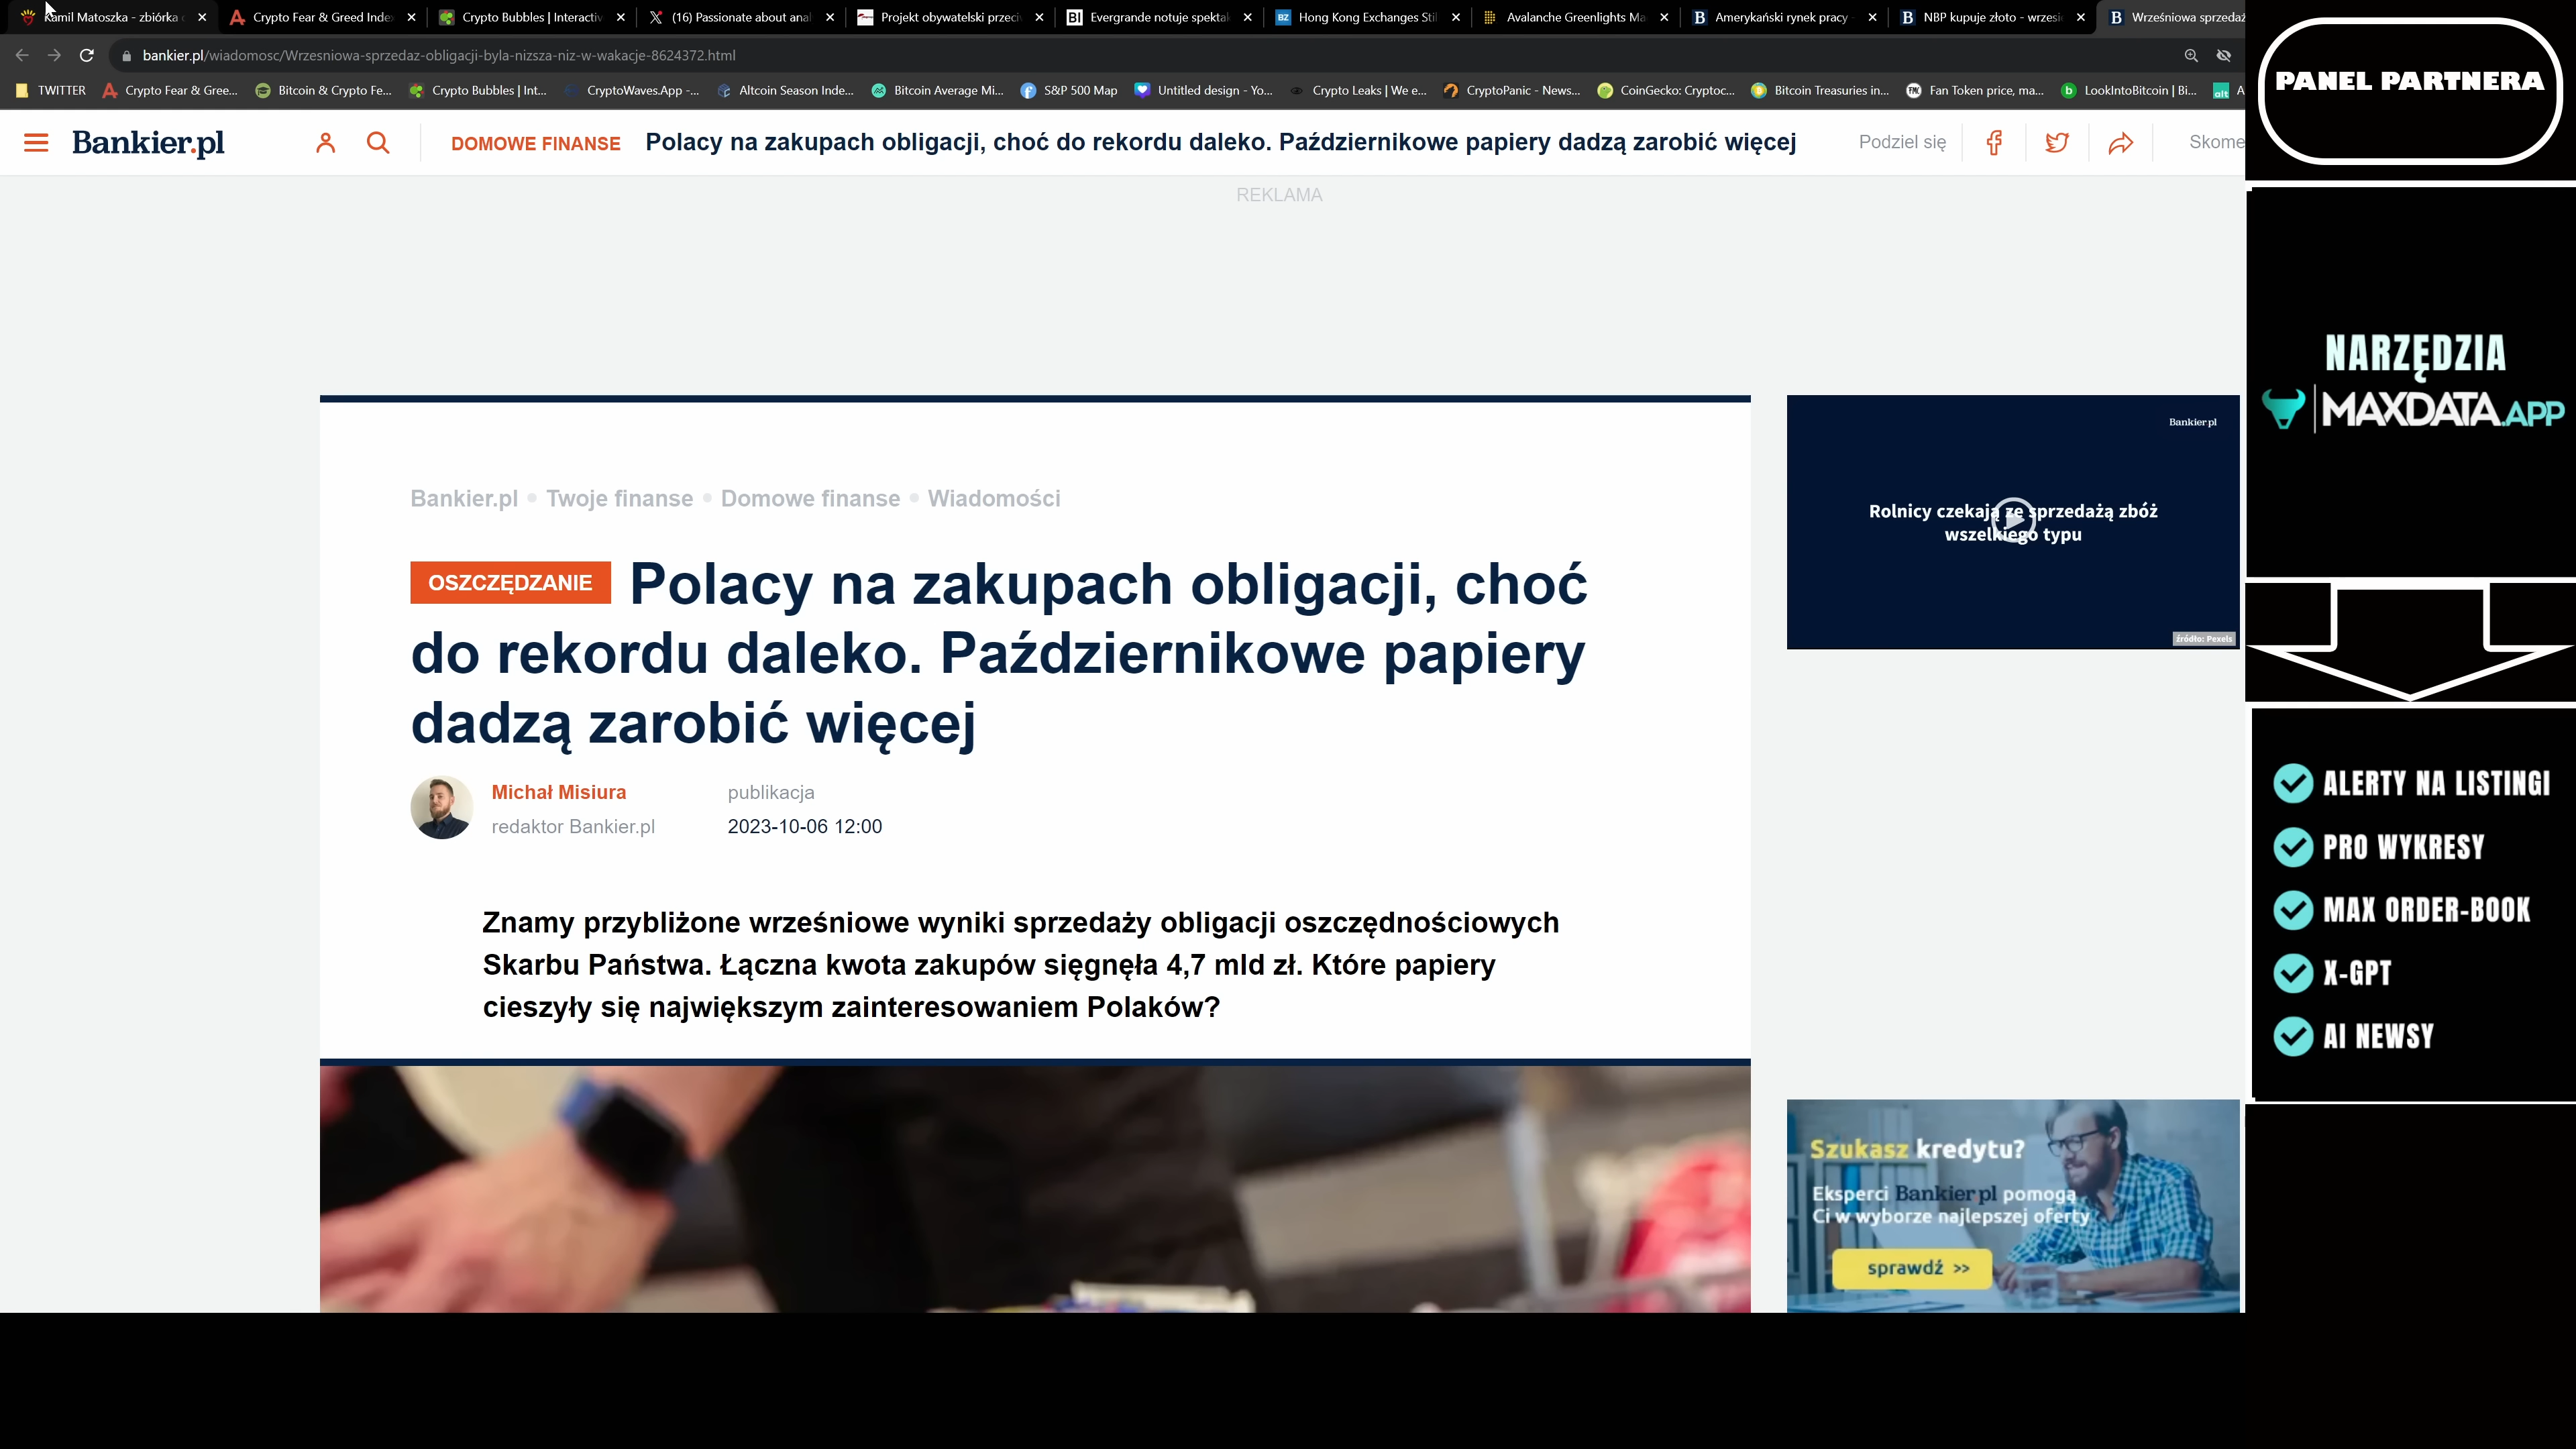 Kamil Matoszka - zbiórka
Crypto Fear & Greed Index
Crypto Bubbles | Interactiv
(16) Passionate about anal
Projekt obywatelski przeci
Evergrande notuje spektak
Hong Kong Exchanges Sti
Avalanche Greenlights Ma
Amerykański rynek pracy
NBP kupuje złoto - wrzesi
Wrześniowa sprzedaż
bankier.pl/wiadomosc/Wrzesniowa-sprzedaz-obligacji-byla-nizsza-niz-w-wakacje-8624372.html
TWITTER
Crypto Fear & Gree...
Bitcoin & Crypto Fe...
Crypto Bubbles | Int...
CryptoWaves.App -...
Altcoin Season Inde...
Bitcoin Average Mi...
S&P 500 Map
Untitled design - Yo...
Crypto Leaks | We e...
CryptoPanic - News...
CoinGecko: Cryptoc...
Bitcoin Treasuries in...
Fan Token price, ma...
LookIntoBitcoin | Bi...
alt
A
Bankier.pl
DOMOWE FINANSE
Polacy na zakupach obligacji, choć do rekordu daleko. Październikowe papiery dadzą zarobić więcej
Podziel się
Skome
REKLAMA
Bankier.pl
Twoje finanse
Domowe finanse
Wiadomości
OSZCZĘDZANIE Polacy na zakupach obligacji, choć
do rekordu daleko. Październikowe papiery
dadzą zarobić więcej
Michał Misiura
redaktor Bankier.pl
publikacja
2023-10-06 12:00
Znamy przybliżone wrześniowe wyniki sprzedaży obligacji oszczędnościowych
Skarbu Państwa. Łączna kwota zakupów sięgnęła 4,7 mld zł. Które papiery
cieszyły się największym zainteresowaniem Polaków?
Bankier.pl
Rolnicy czekają ze sprzedażą zbóż
wszelkiego typu
źródło: Pexels
Szukasz kredytu?
Eksperci Bankier.pl pomogą
Ci w wyborze najlepszej oferty
sprawdź >>
PANEL PARTNERA
NARZĘDZIA
MAXDATA.APP
ALERTY NA LISTINGI
PRO WYKRESY
MAX ORDER-BOOK
X-GPT
AI NEWSY